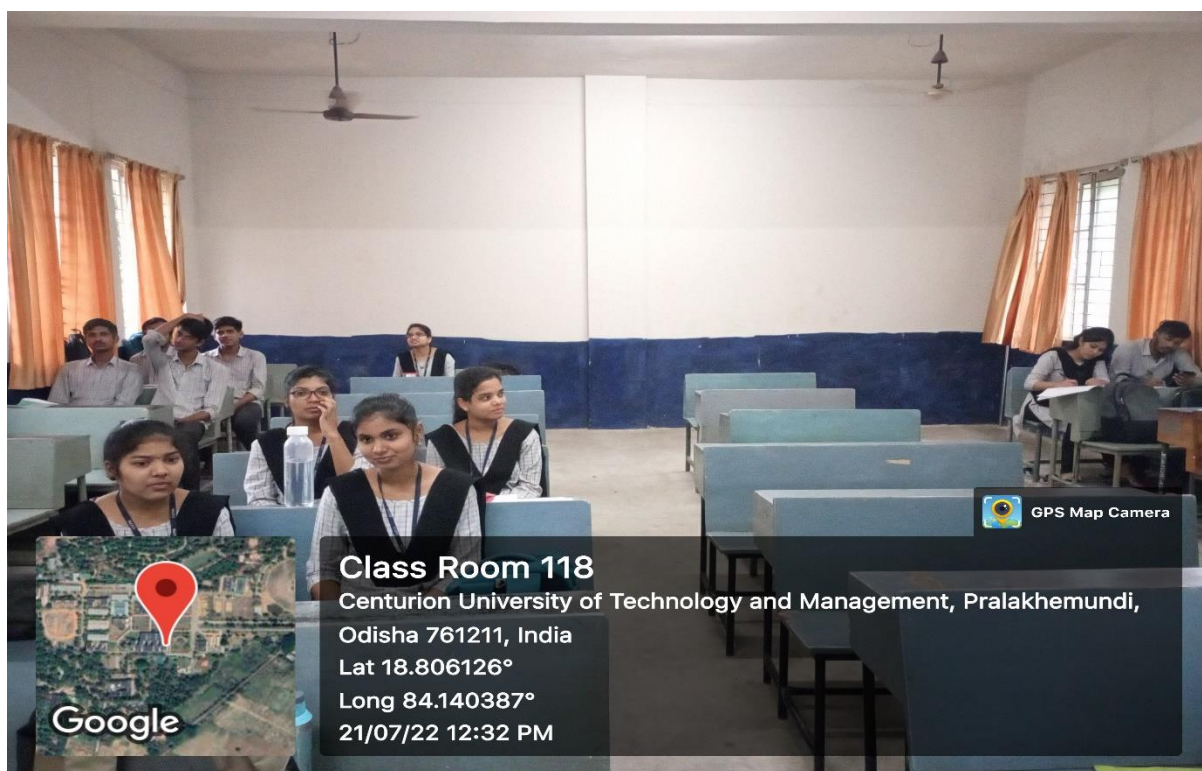 GPS Map Camera
Class Room 118
Centurion University of Technology and Management, Pralakhemundi,
Odisha 761211, India
Lat 18.806126°
Long 84.140387°
21/07/22 12:32 PM
Google